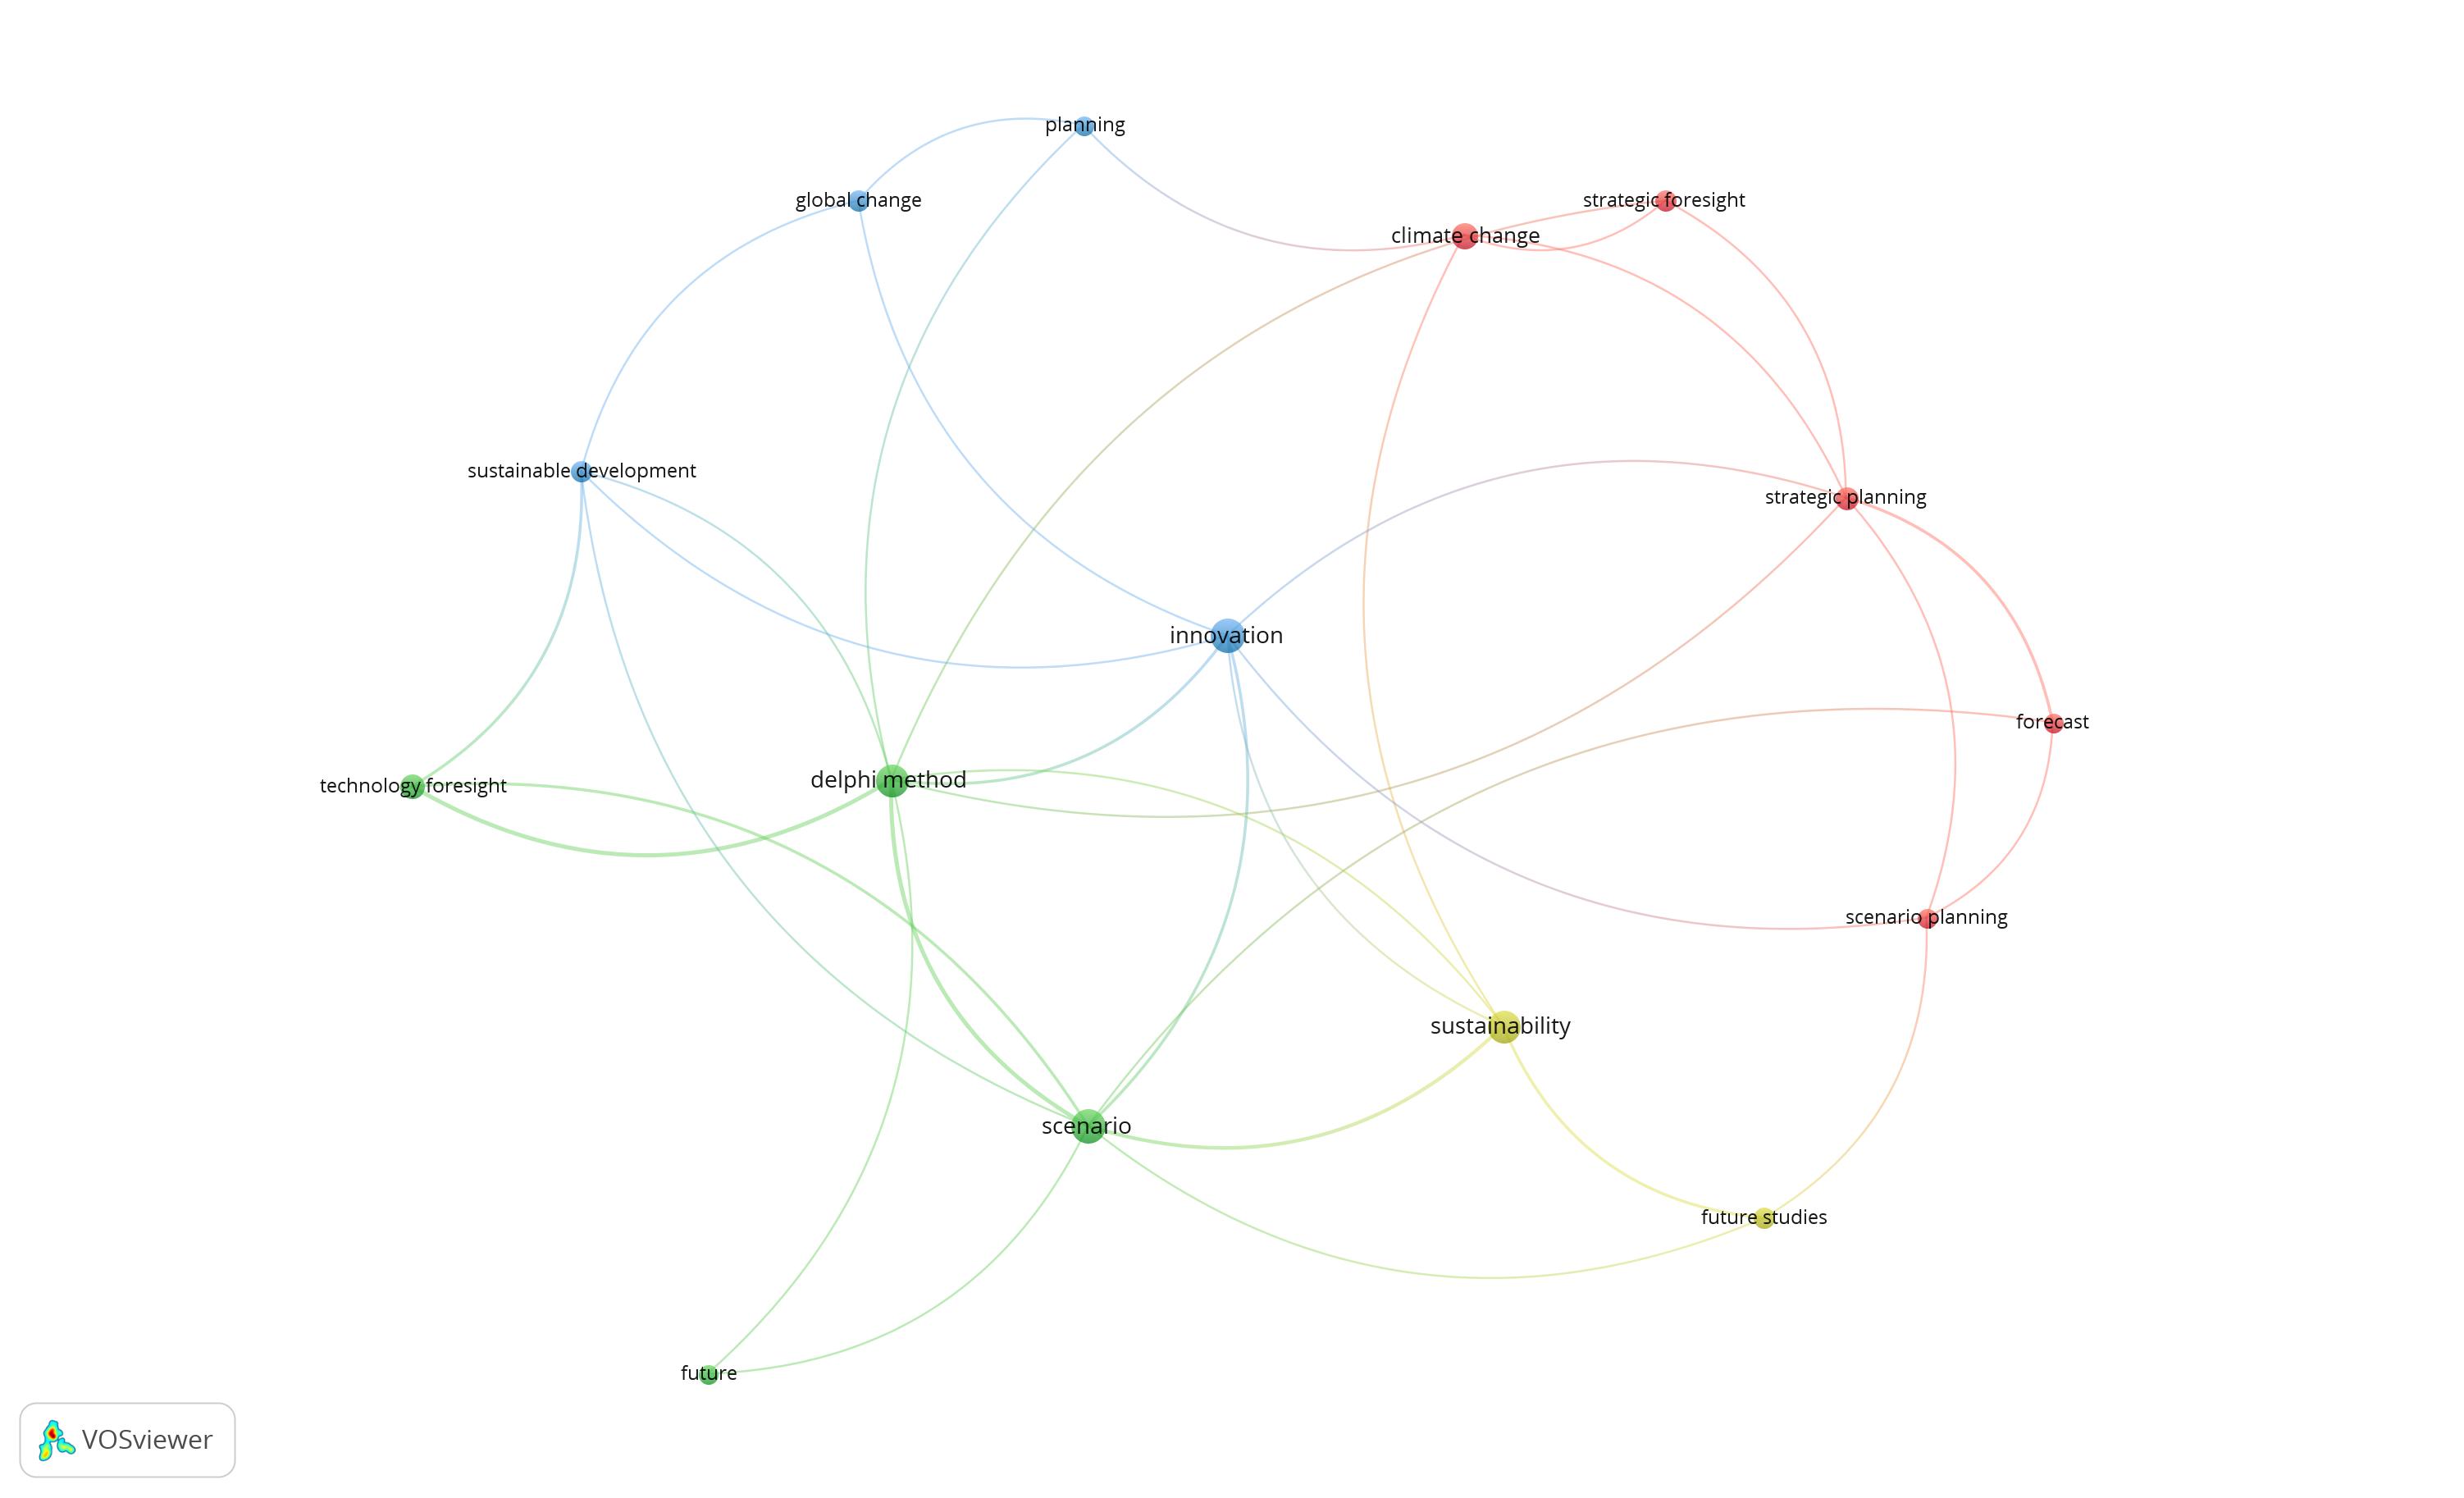 planning
global change
strategic foresight
climate change
sustainable development
strategic planning
innovation
forecast
delphi method
technology foresight
scenario planning
sustainability
scenario
future studies
future
VOSviewer